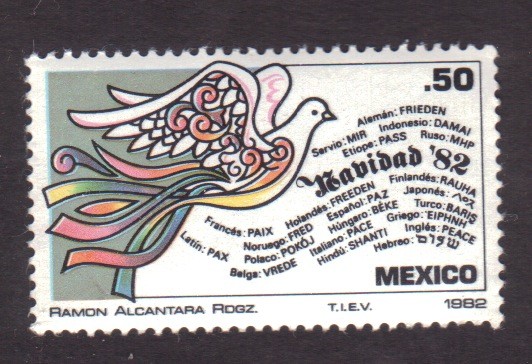 .50
Alemán: FRIEDEN
Servio: MIR Indonesio: DAMAI
Etiope: PASS Ruso: MHP
Navidad '82
Finlandés: RAUHA
Holandés: FREEDEN Japonés:
Francés: PAIX Español: PAZ Turco: BARIŞ
Noruego: FRED Húngaro: BÉKE Griego: EIPHNH
Latín: PAX Polaco: POKÓJ Italiano: PACE Inglés: PEACE
Belga: VREDE Hindú: SHANTI Hebreo: שלום
MEXICO
RAMON ALCANTARA RDGZ. T.I.E.V. 1982